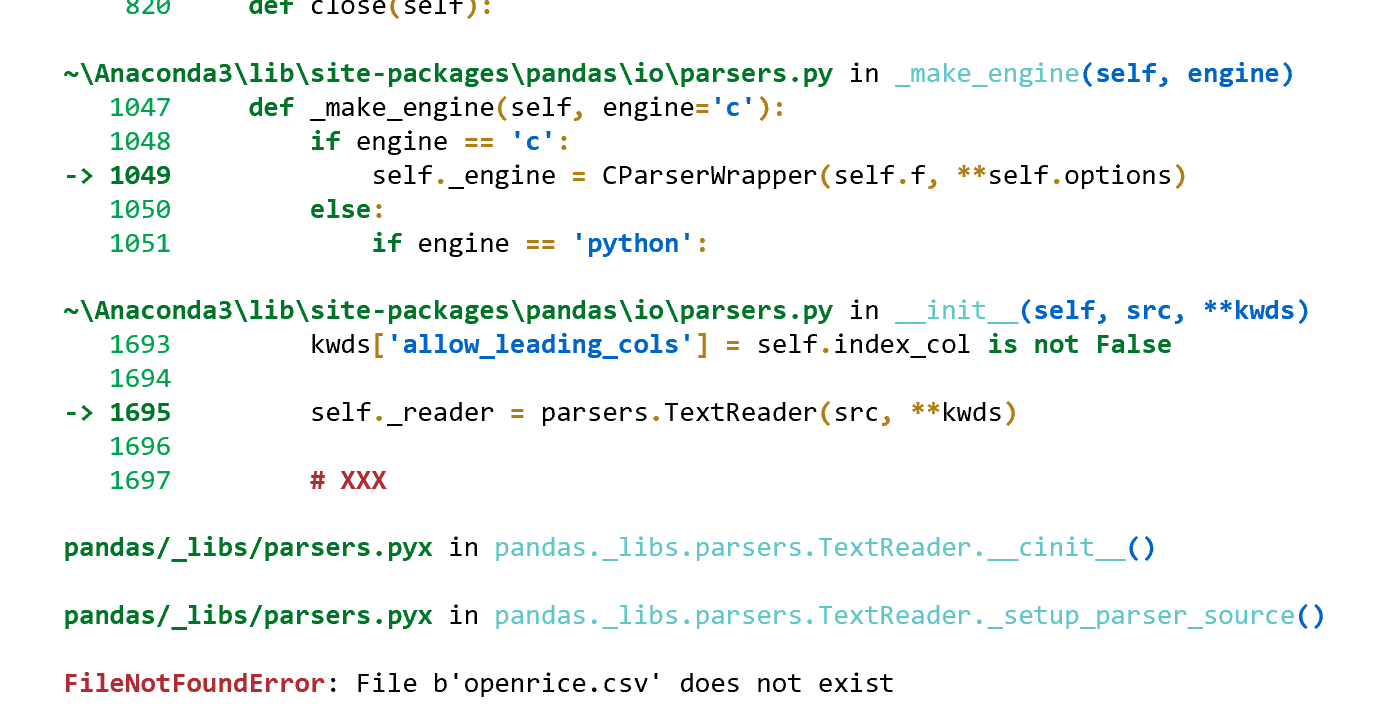 820     def close(self):
~\Anaconda3\lib\site-packages\pandas\io\parsers.py in _make_engine(self, engine)
   1047     def _make_engine(self, engine='c'):
   1048         if engine == 'c':
-> 1049             self._engine = CParserWrapper(self.f, **self.options)
   1050         else:
   1051             if engine == 'python':
~\Anaconda3\lib\site-packages\pandas\io\parsers.py in __init__(self, src, **kwds)
   1693         kwds['allow_leading_cols'] = self.index_col is not False
   1694
-> 1695         self._reader = parsers.TextReader(src, **kwds)
   1696
   1697         # XXX
pandas/_libs/parsers.pyx in pandas._libs.parsers.TextReader.__cinit__()
pandas/_libs/parsers.pyx in pandas._libs.parsers.TextReader._setup_parser_source()
FileNotFoundError: File b'openrice.csv' does not exist